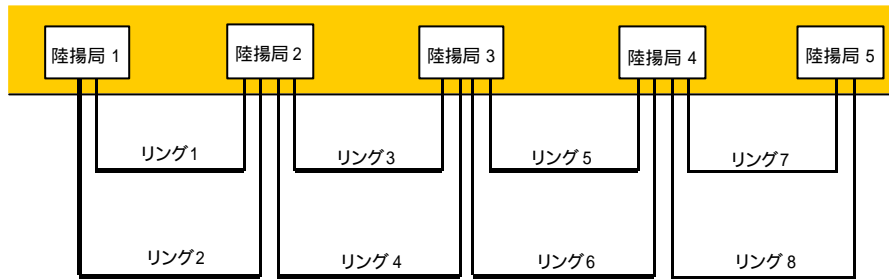 陸揚局 1
陸揚局 2
陸揚局 3
陸揚局 4
陸揚局 5
リング1
リング3
リング 5
リング7
リング2
リング 4
リング6
リング 8